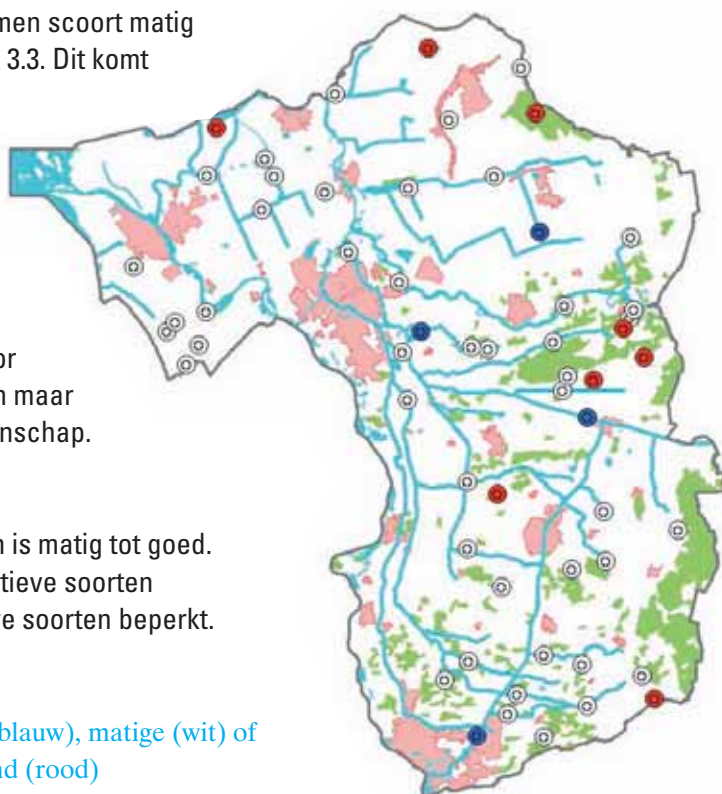 men scoort matig
3.3. Dit komt
or
n maar
nschap.
n is matig tot goed.
tieve soorten
e soorten beperkt.
blauw), matige (wit) of
nd (rood)